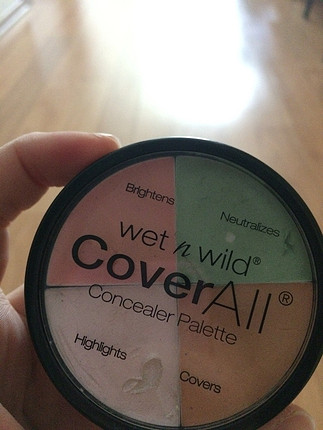 Brightens
Neutralizes
wet n wild®
CoverAll®
Concealer Palette
Highlights
Covers